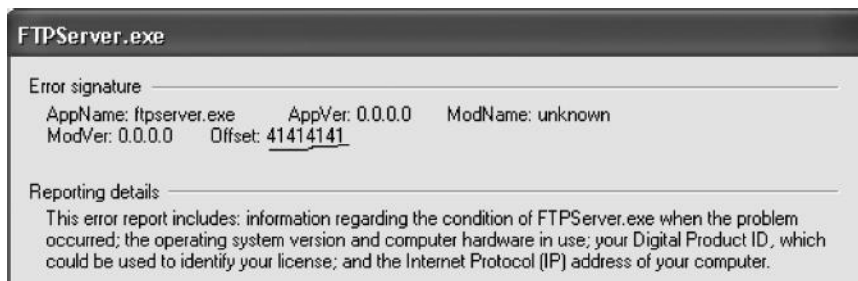 FTPServer.exe
Error signature
AppName: ftpserver.exe AppVer: 0.0.0.0 ModName: unknown
ModVer: 0.0.0.0 Offset: 41414141
Reporting details
This error report includes: information regarding the condition of FTPServer.exe when the problem
occurred; the operating system version and computer hardware in use; your Digital Product ID, which
could be used to identify your license; and the Internet Protocol (IP) address of your computer.